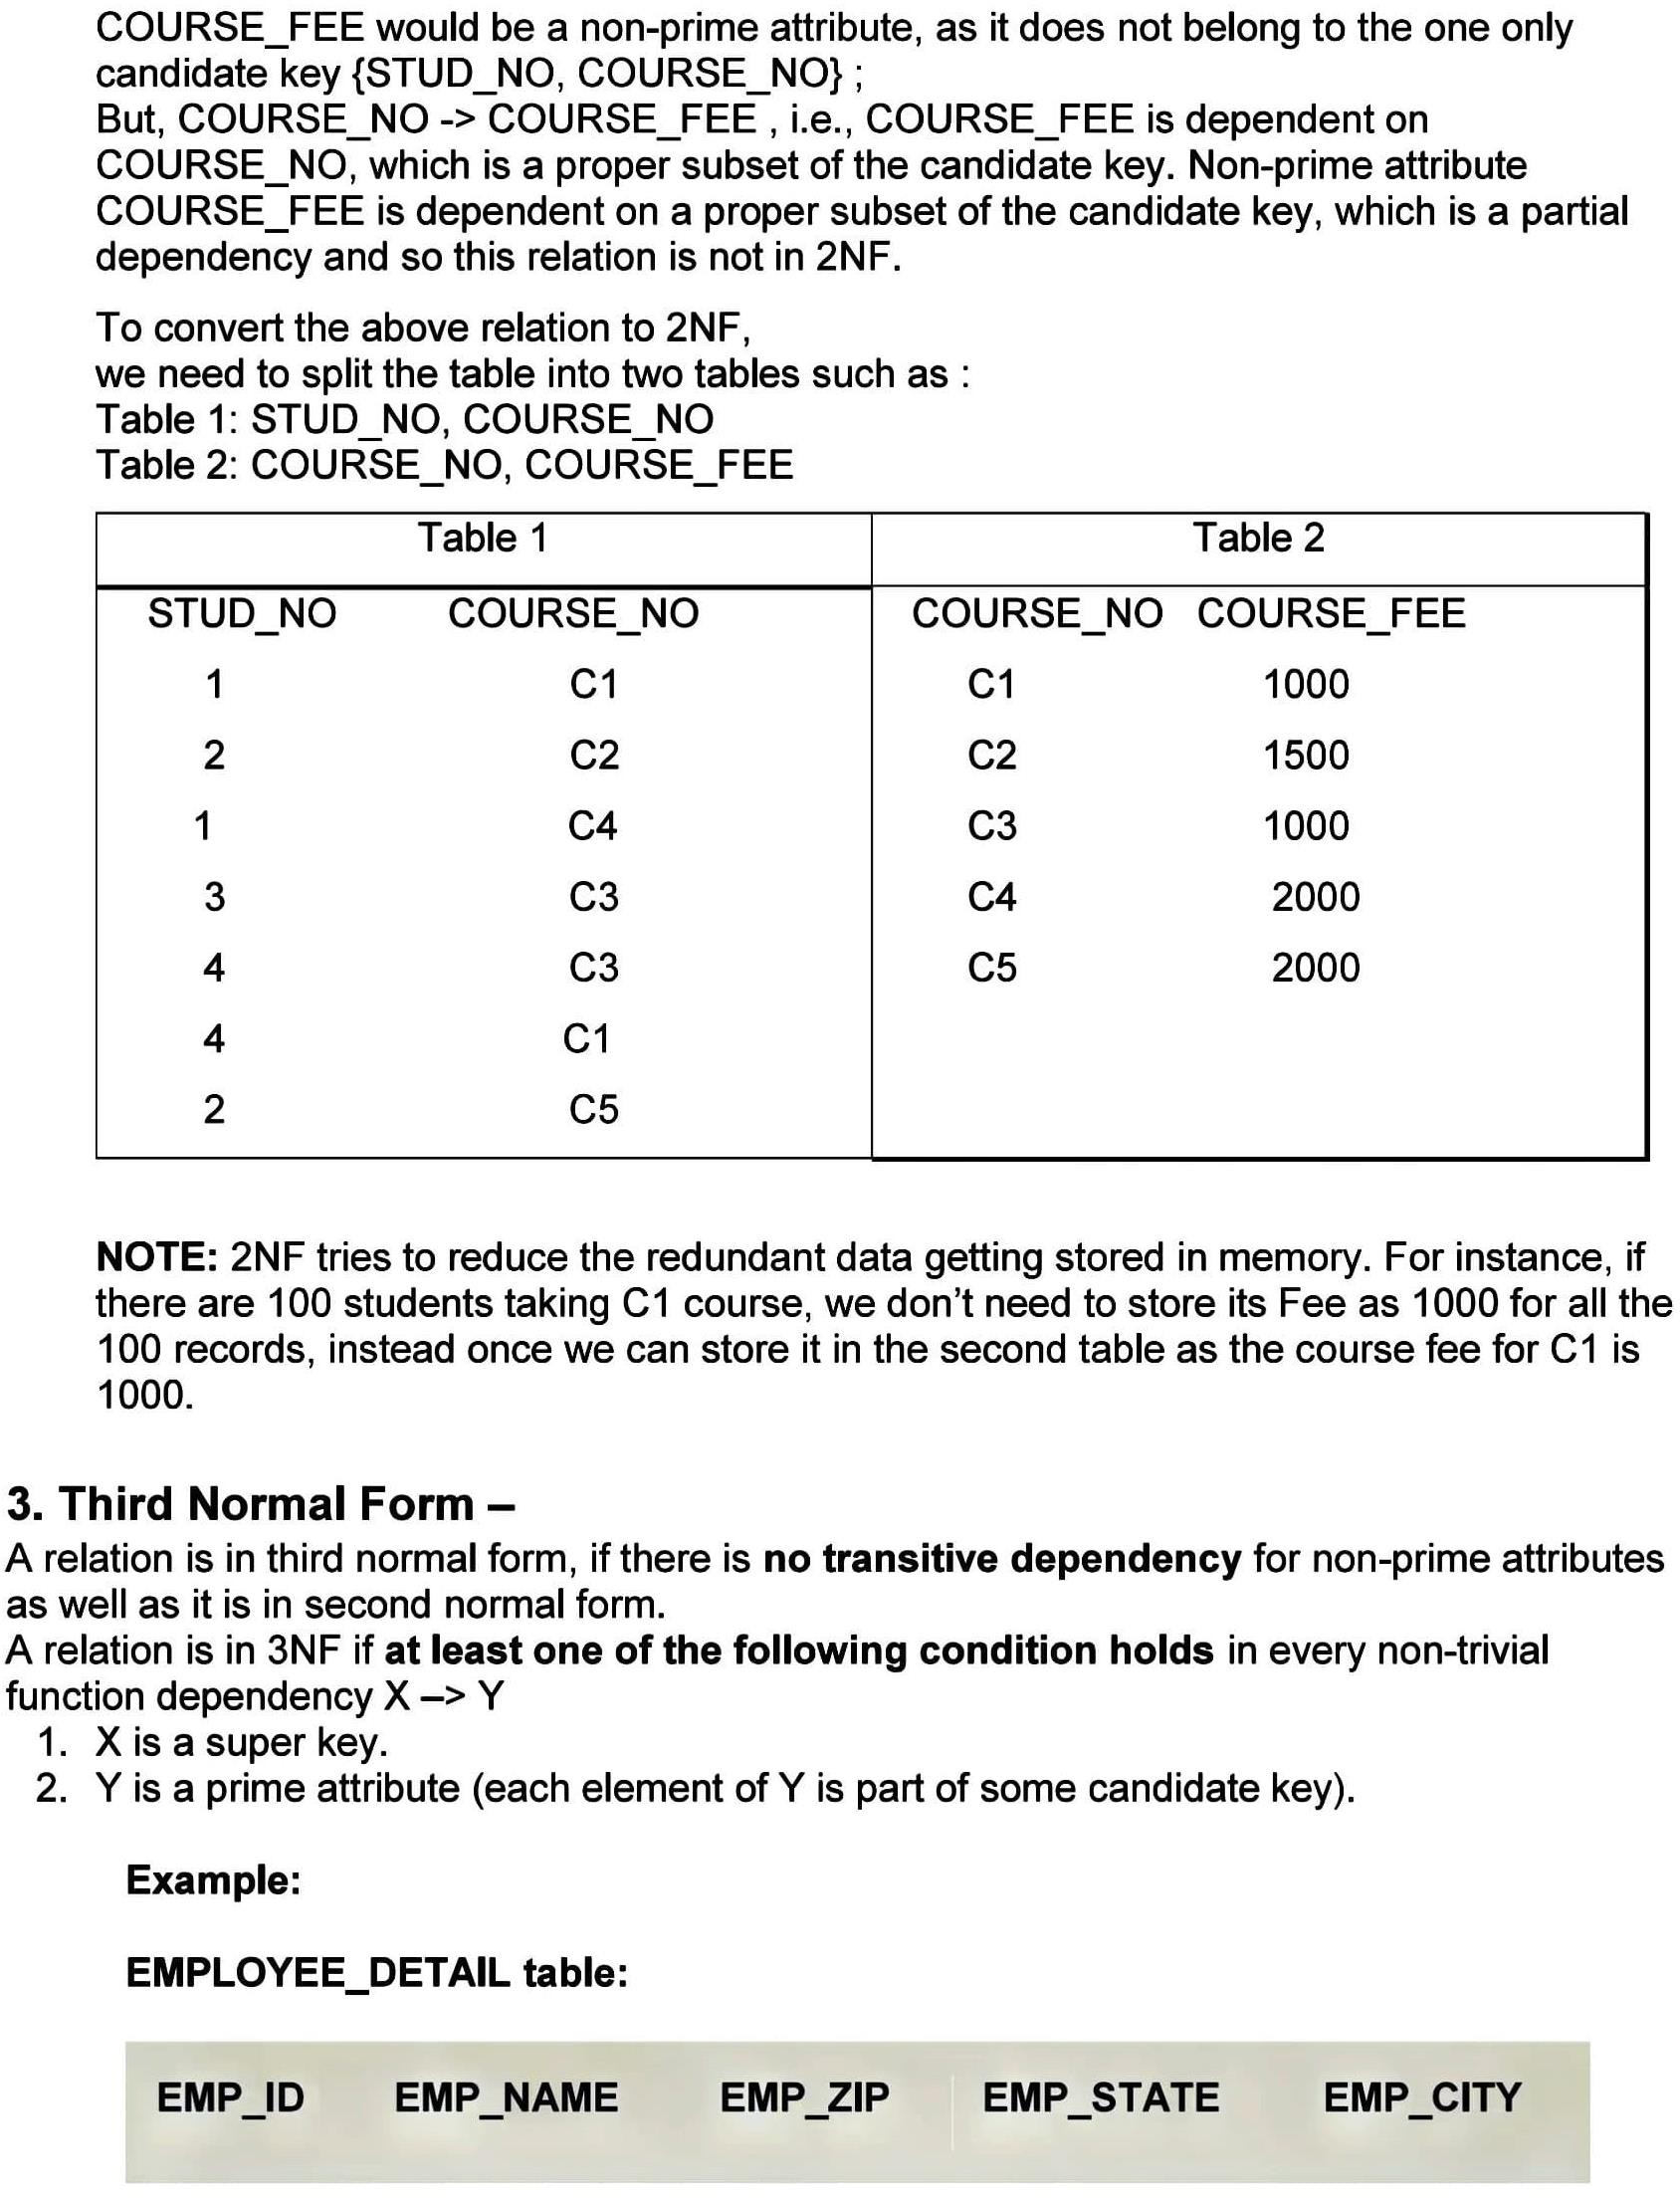 COURSE_FEE would be a non-prime attribute, as it does not belong to the one only
candidate key {STUD_NO, COURSE_NO} ;
But, COURSE_NO -> COURSE_FEE , i.e., COURSE_FEE is dependent on
COURSE_NO, which is a proper subset of the candidate key. Non-prime attribute
COURSE_FEE is dependent on a proper subset of the candidate key, which is a partial
dependency and so this relation is not in 2NF.
To convert the above relation to 2NF,
we need to split the table into two tables such as :
Table 1: STUD_NO, COURSE_NO
Table 2: COURSE_NO, COURSE_FEE
Table 1 Table 2
STUD_NO COURSE_NO COURSE_NO COURSE_FEE
1 C1 C1 1000
2 C2 C2 1500
1 C4 C3 1000
3 C3 C4 2000
4 C3 C5 2000
4 C1
2 C5
NOTE: 2NF tries to reduce the redundant data getting stored in memory. For instance, if
there are 100 students taking C1 course, we don’t need to store its Fee as 1000 for all the
100 records, instead once we can store it in the second table as the course fee for C1 is
1000.
3. Third Normal Form –
A relation is in third normal form, if there is no transitive dependency for non-prime attributes
as well as it is in second normal form.
A relation is in 3NF if at least one of the following condition holds in every non-trivial
function dependency X –> Y
1. X is a super key.
2. Y is a prime attribute (each element of Y is part of some candidate key).
Example:
EMPLOYEE_DETAIL table:
EMP_ID EMP_NAME EMP_ZIP EMP_STATE EMP_CITY